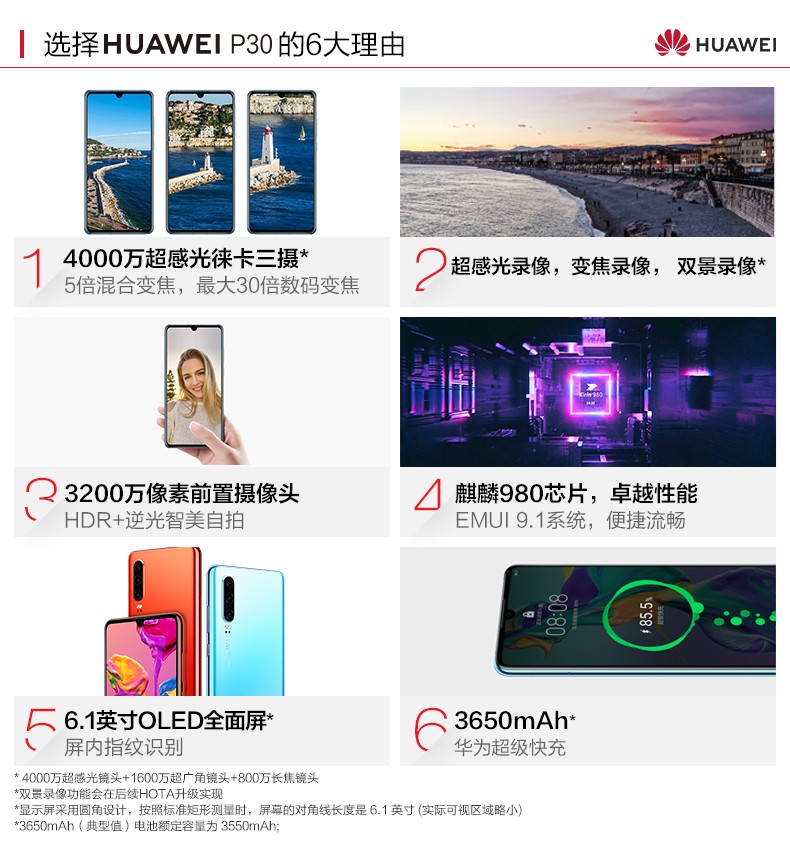 选择HUAWEI P30的6大理由
HUAWEI
1
4000万超感光徕卡三摄*
5倍混合变焦，最大30倍数码变焦
2
超感光录像，变焦录像， 双景录像*
3
3200万像素前置摄像头
HDR+逆光智美自拍
Kirin 980
4
麒麟980芯片，卓越性能
EMUI 9.1系统，便捷流畅
5
6.1英寸OLED全面屏*
屏内指纹识别
08:08
85.5%
6
3650mAh*
华为超级快充
* 4000万超感光镜头+1600万超广角镜头+800万长焦镜头
*双景录像功能会在后续HOTA升级实现
*显示屏采用圆角设计，按照标准矩形测量时，屏幕的对角线长度是 6.1 英寸 (实际可视区域略小)
*3650mAh（典型值）电池额定容量为 3550mAh;